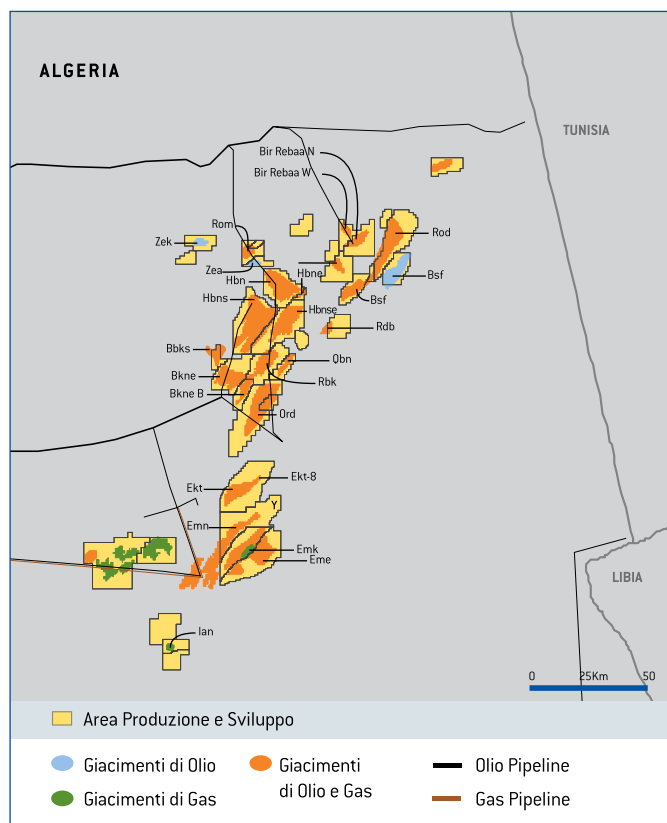 ALGERIA
TUNISIA
Bir Rebaa N
Bir Rebaa W
Rom
Rod
Zek
Zea
Hbne
Bsf
Hbn
Bsf
Hbns
Hbnse
Rdb
Bbks
Qbn
Bkne
Rbk
Bkne B
Ord
Ekt-8
Ekt
Y
Emn
Emk
Eme
LIBIA
Ian
0 25Km 50
Area Produzione e Sviluppo
Giacimenti di Olio
Giacimenti di Gas
Giacimenti
di Olio e Gas
Olio Pipeline
Gas Pipeline